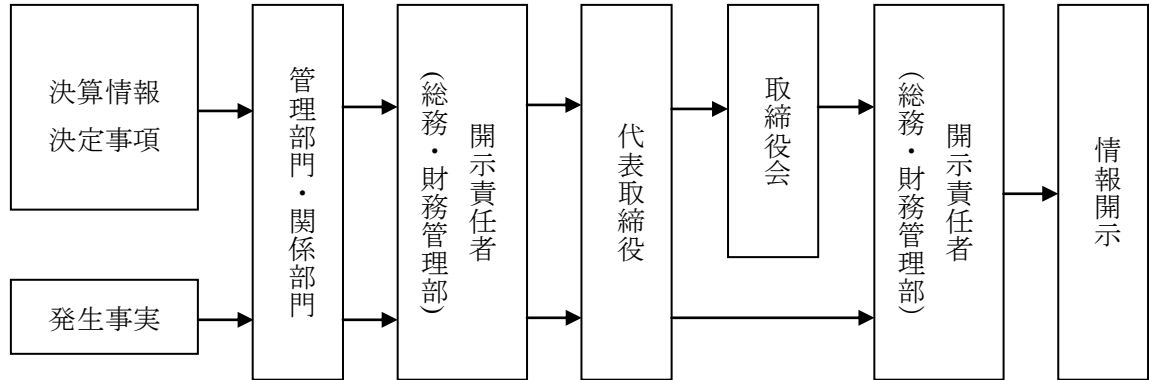 決算情報
決定事項
発生事実
管理部門・関係部門
開示責任者
(総務・財務管理部)
代表取締役
取締役会
開示責任者
(総務・財務管理部)
情報開示